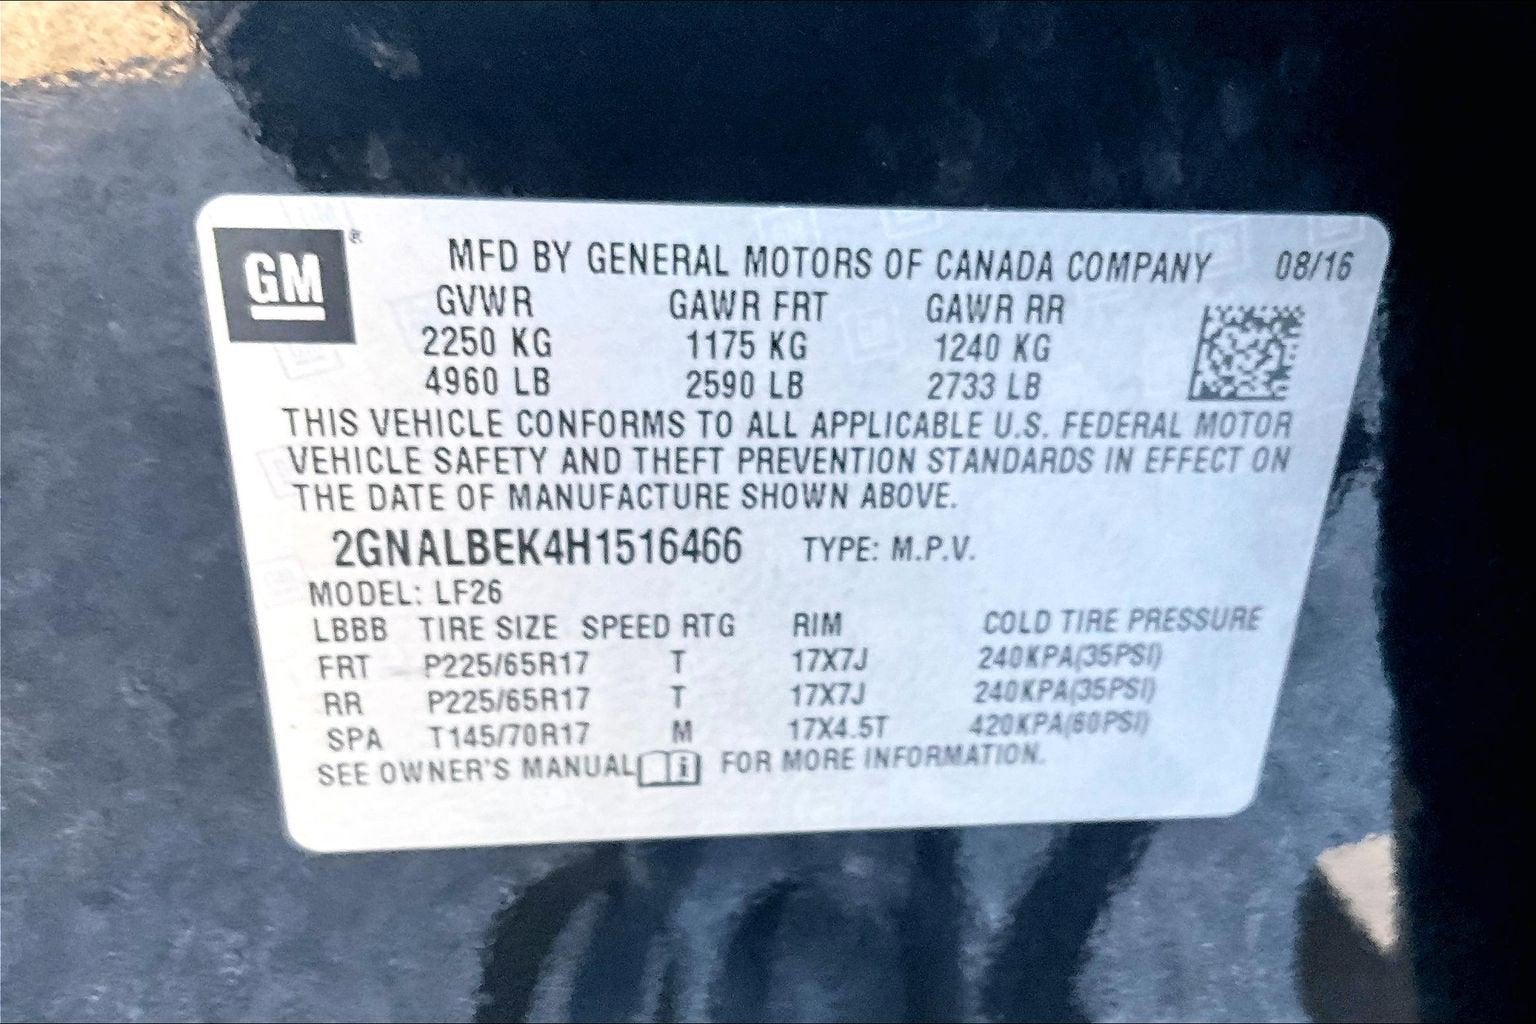 GM ®
MFD BY GENERAL MOTORS OF CANADA COMPANY 08/16
GVWR GAWR FRT GAWR RR
2250 KG 1175 KG 1240 KG
4960 LB 2590 LB 2733 LB
THIS VEHICLE CONFORMS TO ALL APPLICABLE U.S. FEDERAL MOTOR
VEHICLE SAFETY AND THEFT PREVENTION STANDARDS IN EFFECT ON
THE DATE OF MANUFACTURE SHOWN ABOVE.
2GNALBEK4H1516466 TYPE: M.P.V.
MODEL: LF26
LBBB TIRE SIZE SPEED RTG RIM COLD TIRE PRESSURE
FRT P225/65R17 T 17X7J 240KPA(35PSI)
RR P225/65R17 T 17X7J 240KPA(35PSI)
SPA T145/70R17 M 17X4.5T 420KPA(60PSI)
SEE OWNER'S MANUAL i FOR MORE INFORMATION.